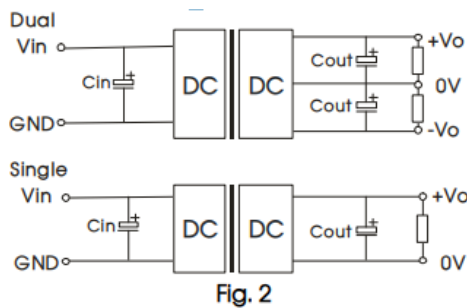 Dual
Vin
+Vo
Cin
+
DC
DC
Cout
+
0V
Cout
+
GND
-Vo
Single
Vin
+Vo
Cin
+
DC
DC
Cout
+
GND
0V
Fig. 2